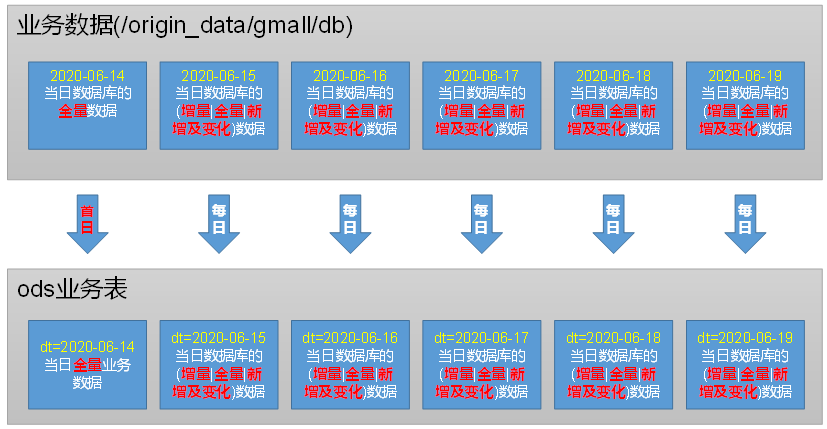 业务数据(/origin_data/gmall/db)
2020-06-14
当日数据库的
全量数据
2020-06-15
当日数据库的
(增量|全量|新
增及变化)数据
2020-06-16
当日数据库的
(增量|全量|新
增及变化)数据
2020-06-17
当日数据库的
(增量|全量|新
增及变化)数据
2020-06-18
当日数据库的
(增量|全量|新
增及变化)数据
2020-06-19
当日数据库的
(增量|全量|新
增及变化)数据
首
日
每
日
每
日
每
日
每
日
每
日
ods业务表
dt=2020-06-14
当日全量业务
数据
dt=2020-06-15
当日数据库的
(增量|全量|新
增及变化)数据
dt=2020-06-16
当日数据库的
(增量|全量|新
增及变化)数据
dt=2020-06-17
当日数据库的
(增量|全量|新
增及变化)数据
dt=2020-06-18
当日数据库的
(增量|全量|新
增及变化)数据
dt=2020-06-19
当日数据库的
(增量|全量|新
增及变化)数据